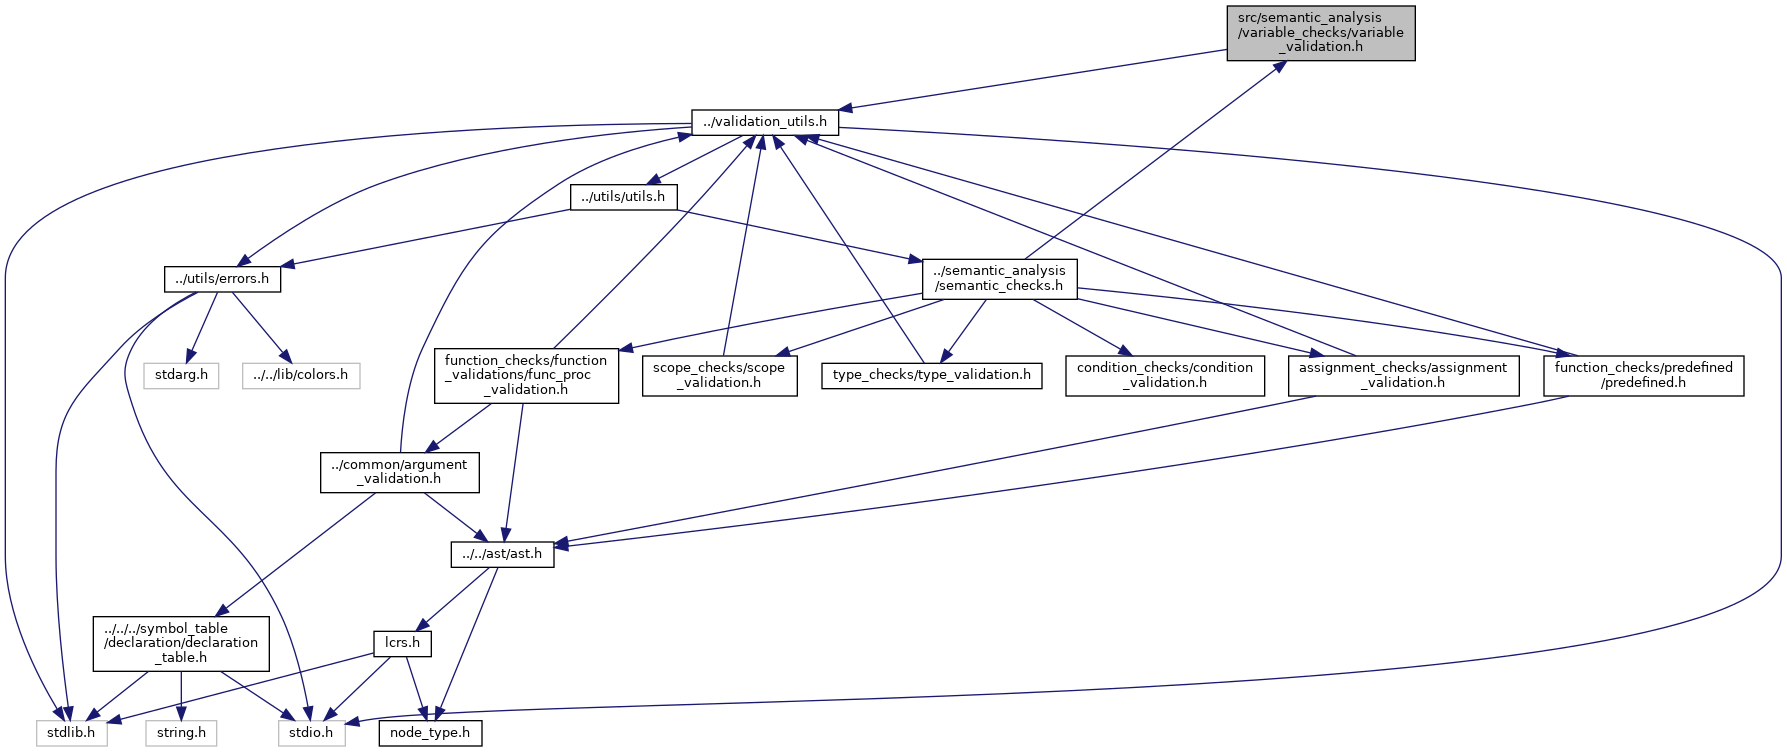 src/semantic_analysis
/variable_checks/variable
_validation.h
../validation_utils.h
../utils/utils.h
../utils/errors.h
../semantic_analysis
/semantic_checks.h
stdarg.h
../../lib/colors.h
function_checks/function
_validations/func_proc
_validation.h
scope_checks/scope
_validation.h
type_checks/type_validation.h
condition_checks/condition
_validation.h
assignment_checks/assignment
_validation.h
function_checks/predefined
/predefined.h
../common/argument
_validation.h
../../ast/ast.h
../../../symbol_table
/declaration/declaration
_table.h
lcrs.h
stdlib.h
string.h
stdio.h
node_type.h